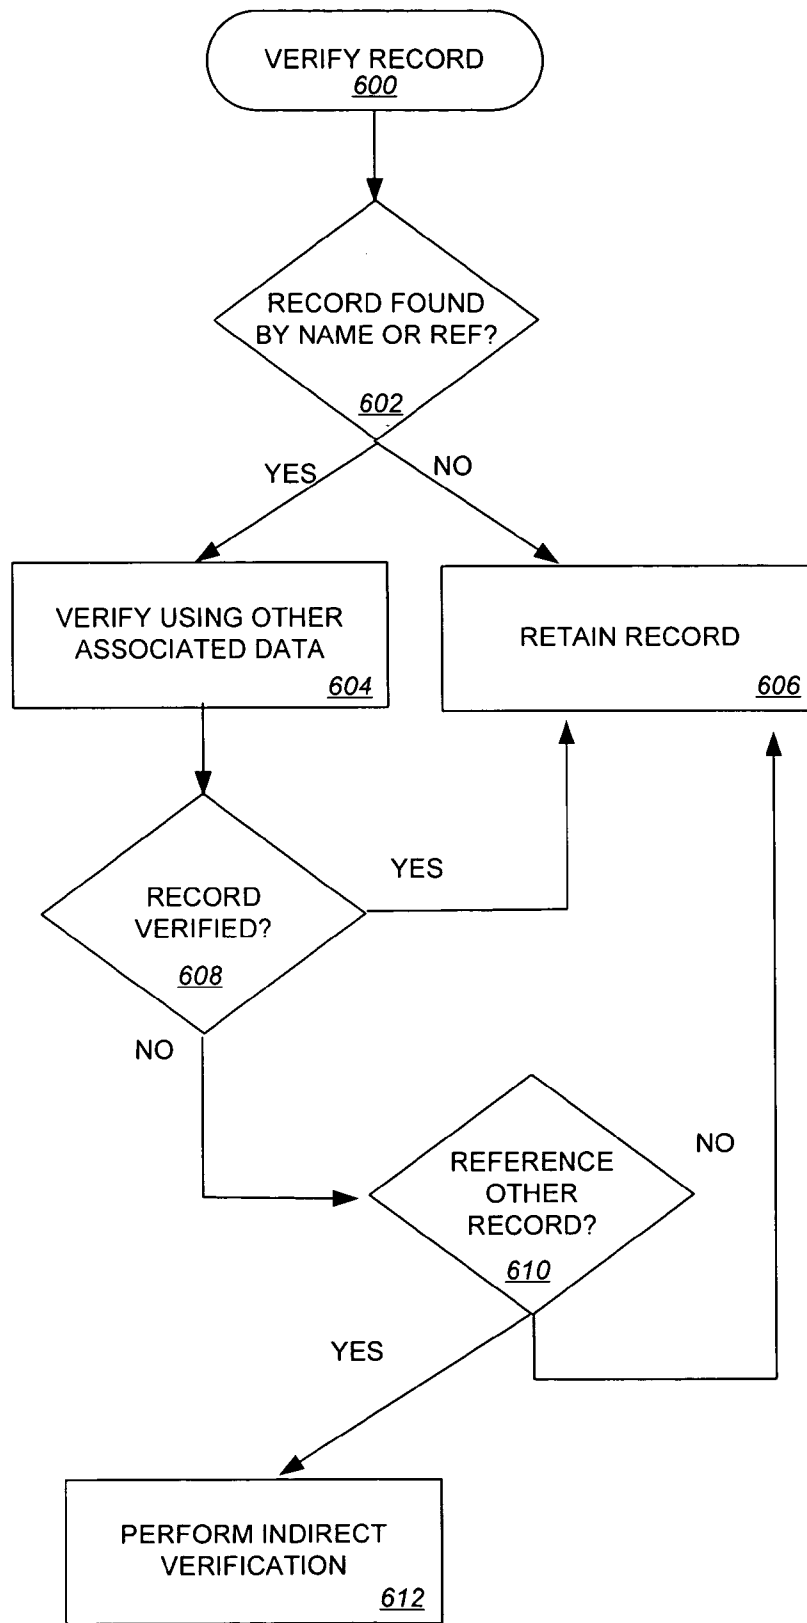 VERIFY RECORD
600
RECORD FOUND
BY NAME OR REF?
602
YES
NO
VERIFY USING OTHER
ASSOCIATED DATA
604
RETAIN RECORD
606
RECORD
VERIFIED?
608
YES
NO
REFERENCE
OTHER
RECORD?
610
NO
YES
PERFORM INDIRECT
VERIFICATION
612